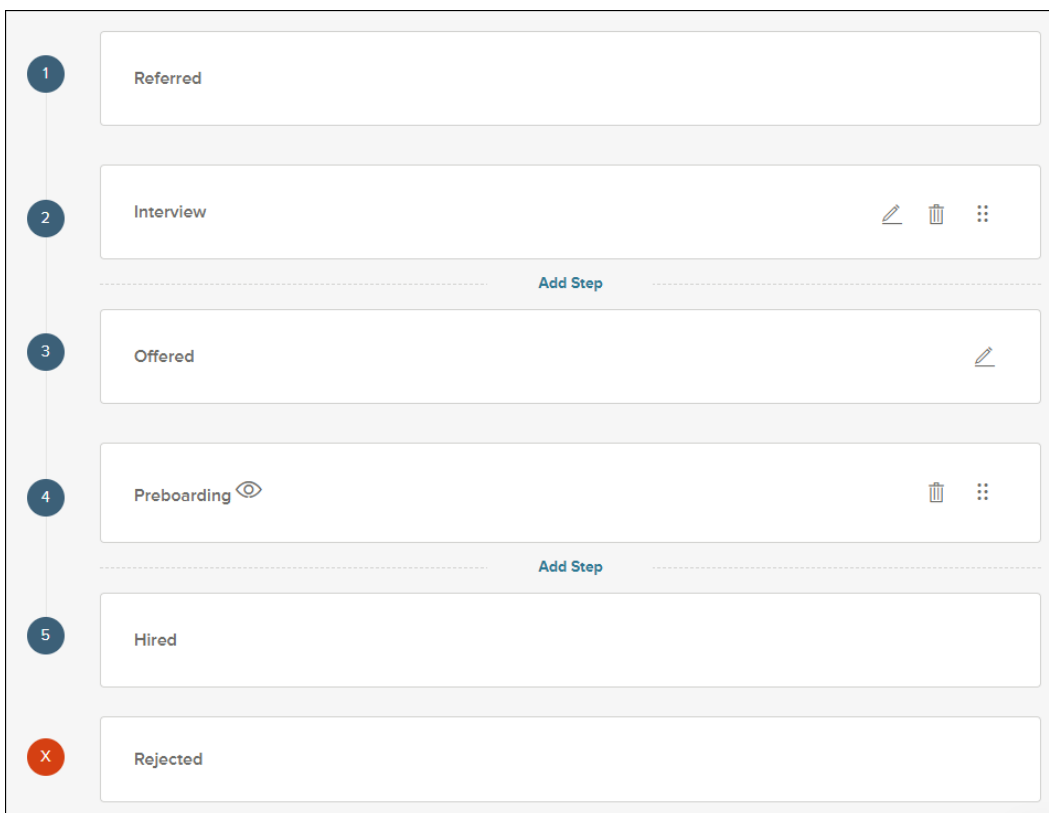 1
Referred
2
Interview
Add Step
3
Offered
4
Preboarding
Add Step
5
Hired
X
Rejected